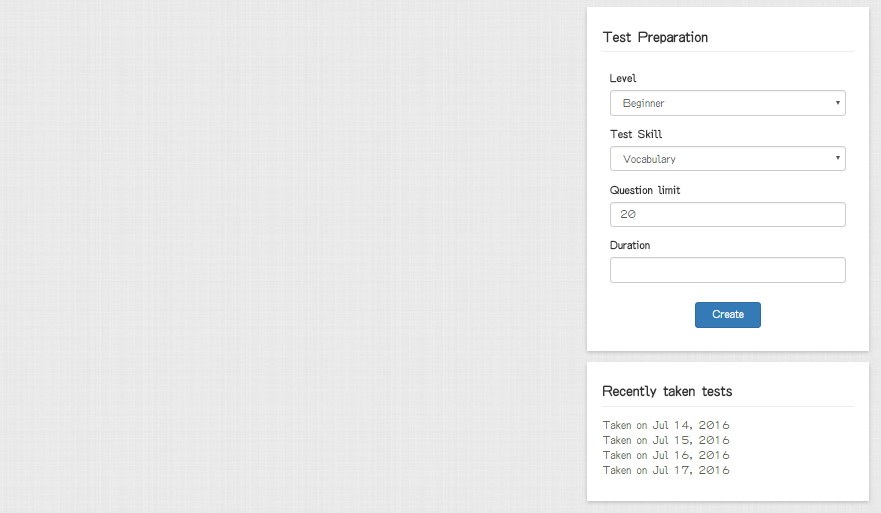 Test Preparation
Level
Beginner
Test Skill
Vocabulary
Question limit
20
Duration
Create
Recently taken tests
Taken on Jul 14, 2016
Taken on Jul 15, 2016
Taken on Jul 16, 2016
Taken on Jul 17, 2016